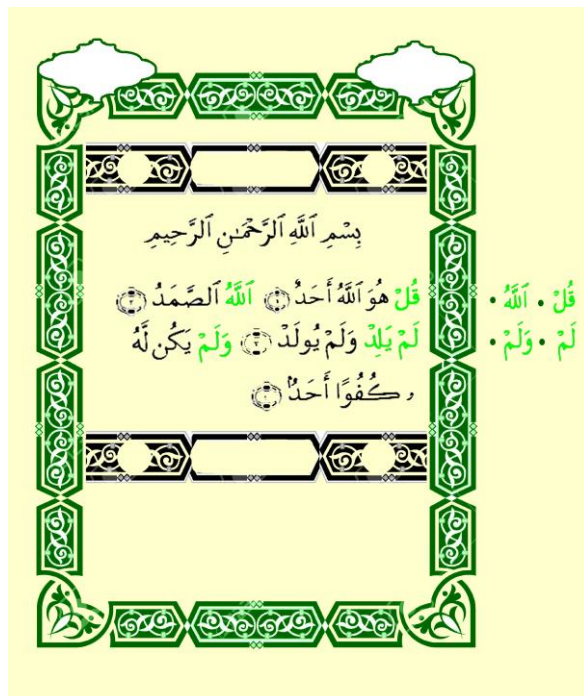 بِسْمِ ٱللَّهِ ٱلرَّحْمَٰنِ ٱلرَّحِيمِ
قُلْ هُوَ ٱللَّهُ أَحَدٌ ١ ٱللَّهُ ٱلصَّمَدُ ٢
لَمْ يَلِدْ وَلَمْ يُولَدْ ٣ وَلَمْ يَكُن لَّهُ
ۥ كُفُوًا أَحَدٌۢ ٤
قُلْ • ٱللَّهُ •
لَمْ • وَلَمْ •